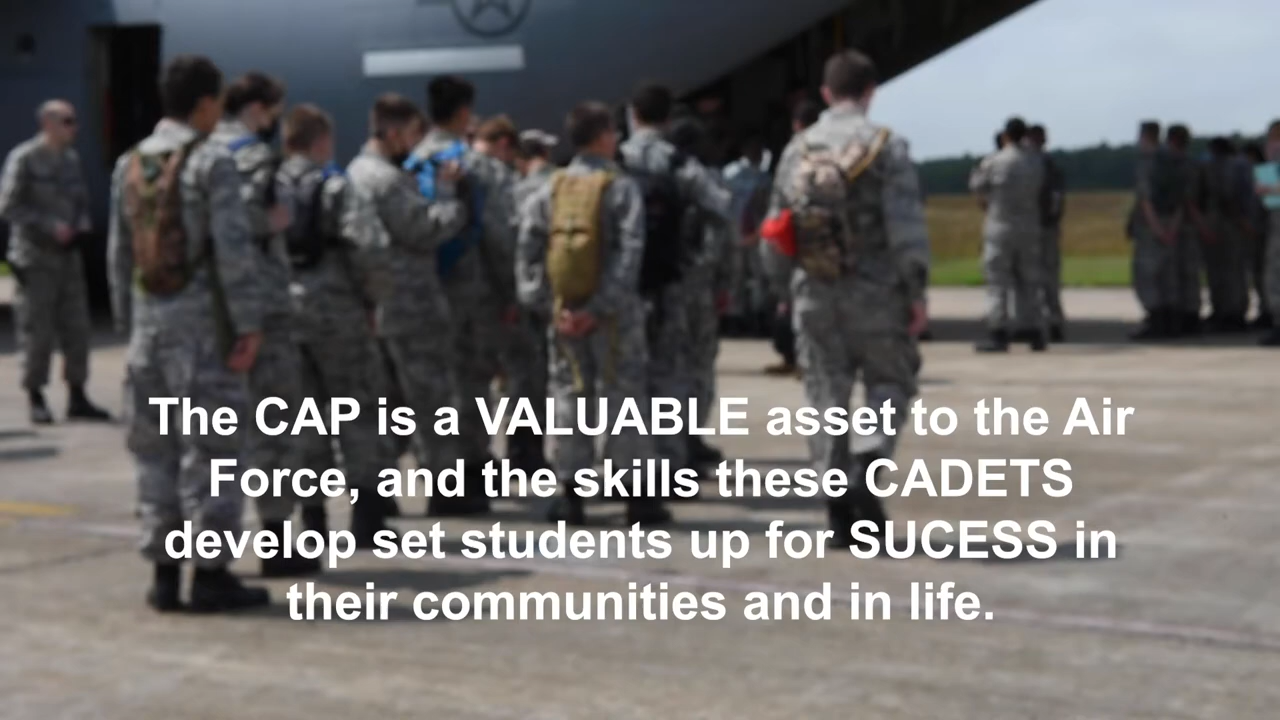 The CAP is a VALUABLE asset to the Air
Force, and the skills these CADETS
develop set students up for SUCESS in
their communities and in life.